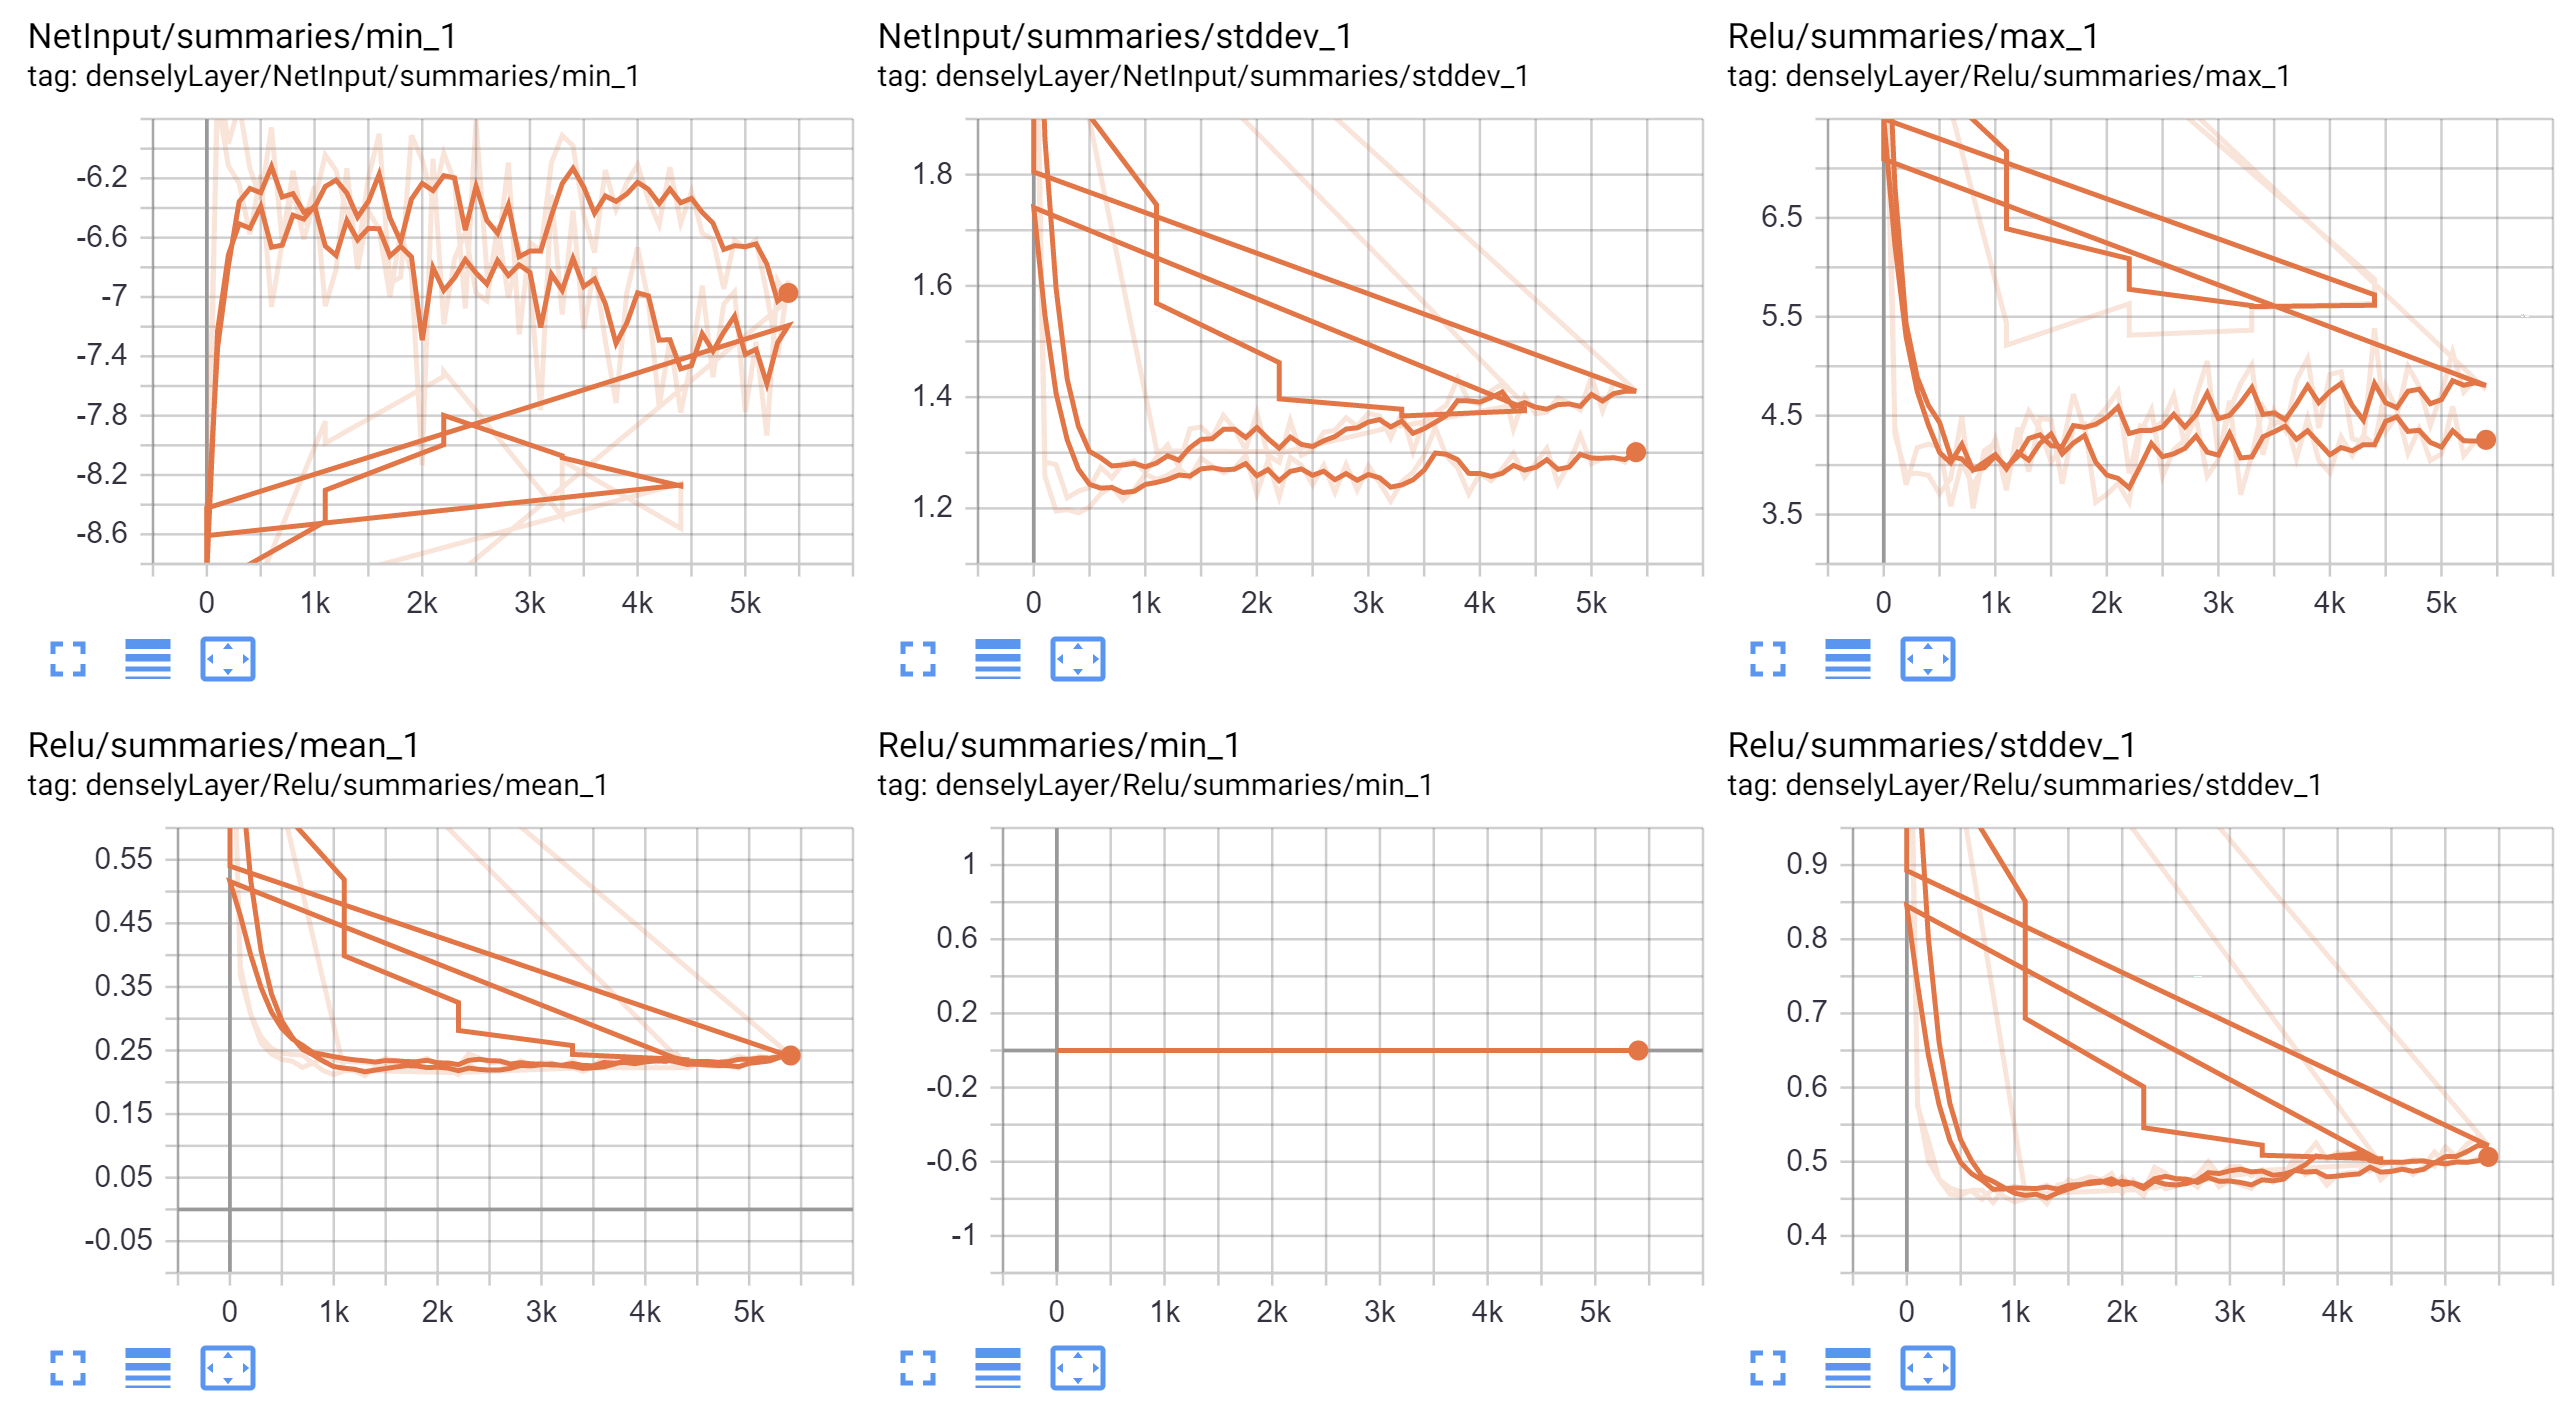 NetInput/summaries/min_1
tag: denselyLayer/NetInput/summaries/min_1
-6.2
-6.6
-7
-7.4
-7.8
-8.2
-8.6
0 1k 2k 3k 4k 5k
NetInput/summaries/stddev_1
tag: denselyLayer/NetInput/summaries/stddev_1
1.8
1.6
1.4
1.2
0 1k 2k 3k 4k 5k
Relu/summaries/max_1
tag: denselyLayer/Relu/summaries/max_1
6.5
5.5
4.5
3.5
0 1k 2k 3k 4k 5k
Relu/summaries/mean_1
tag: denselyLayer/Relu/summaries/mean_1
0.55
0.45
0.35
0.25
0.15
0.05
-0.05
0 1k 2k 3k 4k 5k
Relu/summaries/min_1
tag: denselyLayer/Relu/summaries/min_1
1
0.6
0.2
-0.2
-0.6
-1
0 1k 2k 3k 4k 5k
Relu/summaries/stddev_1
tag: denselyLayer/Relu/summaries/stddev_1
0.9
0.8
0.7
0.6
0.5
0.4
0 1k 2k 3k 4k 5k